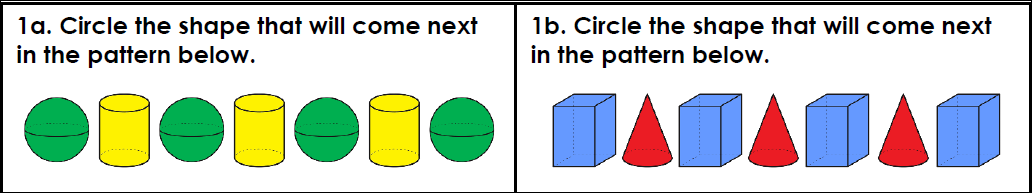 1a. Circle the shape that will come next
in the pattern below.
1b. Circle the shape that will come next
in the pattern below.